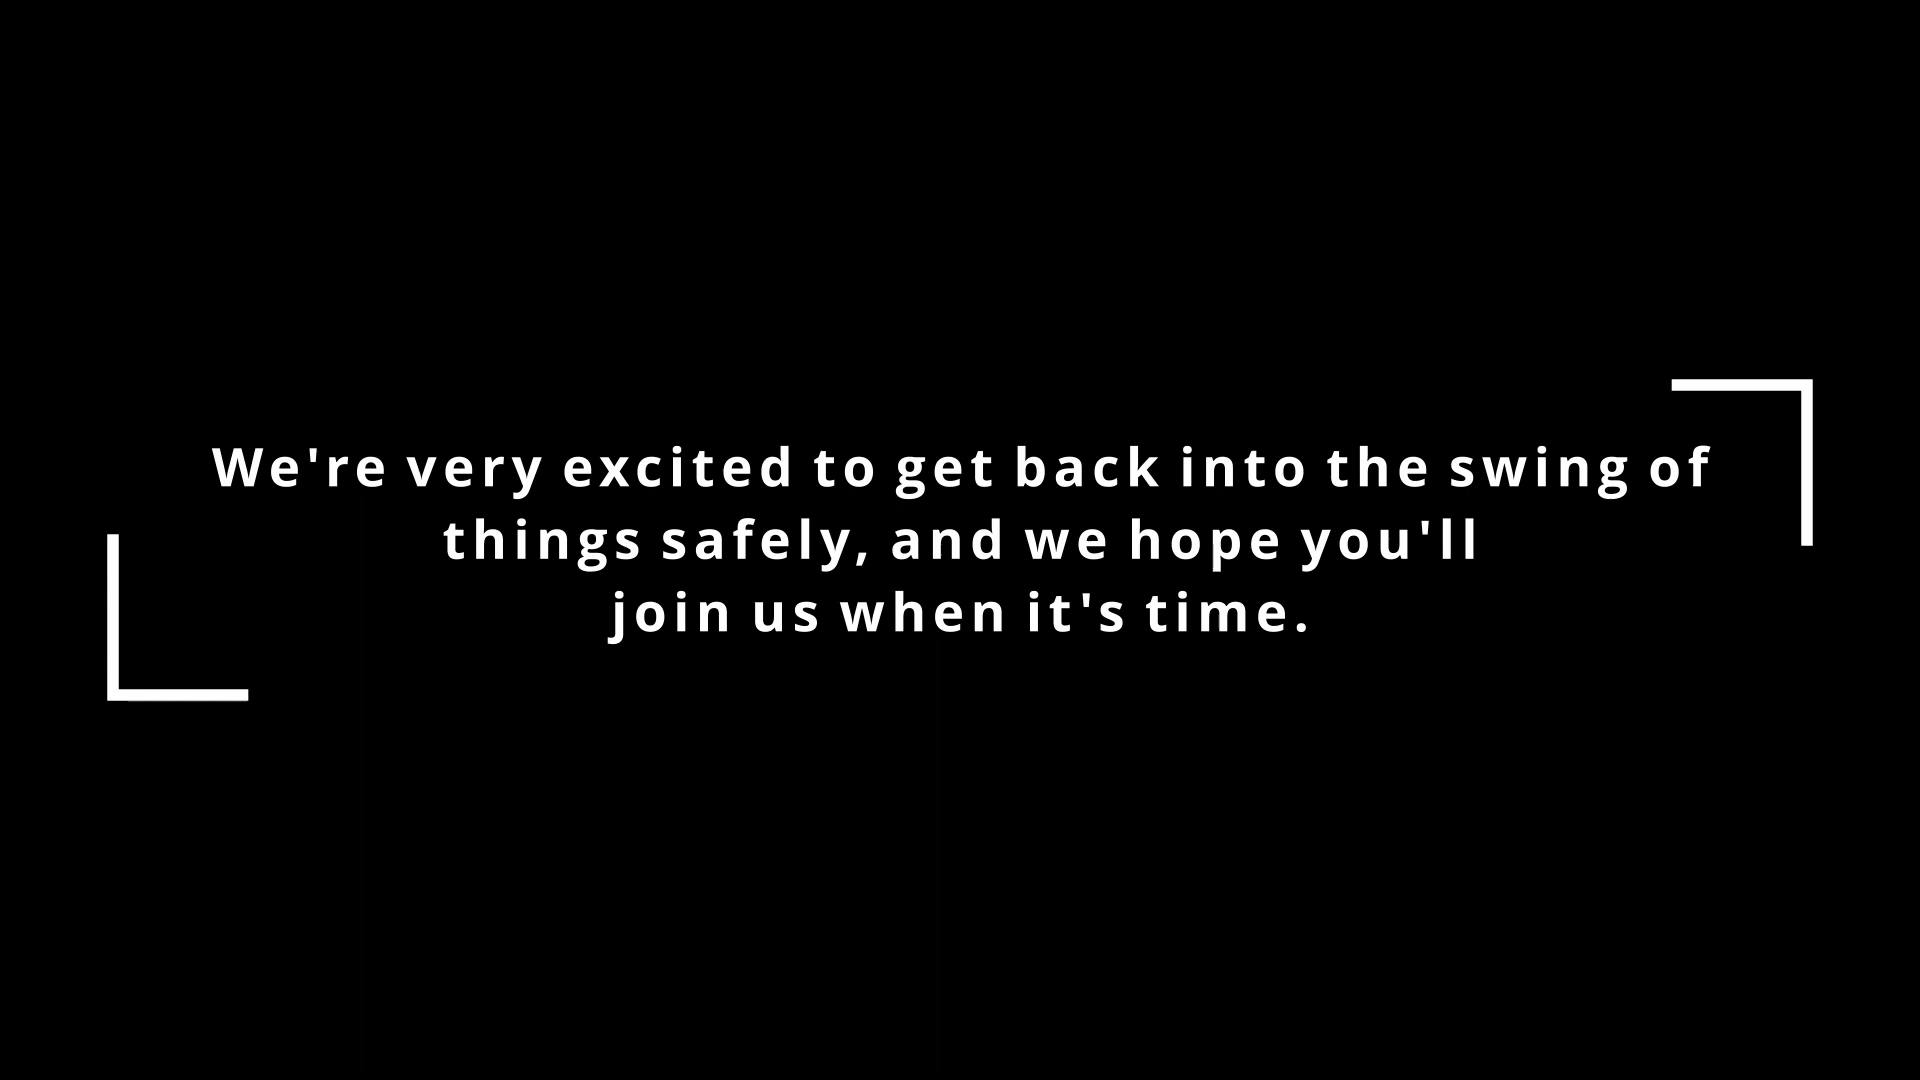 We're very excited to get back into the swing of
things safely, and we hope you'll
join us when it's time.